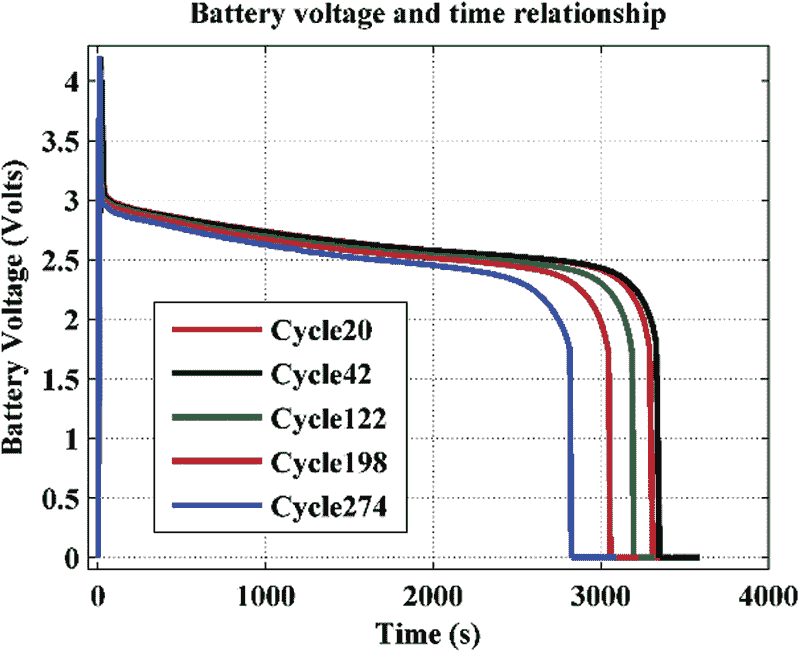 Battery voltage and time relationship
Battery Voltage (Volts)
4
3.5
3
2.5
2
1.5
1
0.5
0
Cycle20
Cycle42
Cycle122
Cycle198
Cycle274
0 1000 2000 3000 4000
Time (s)